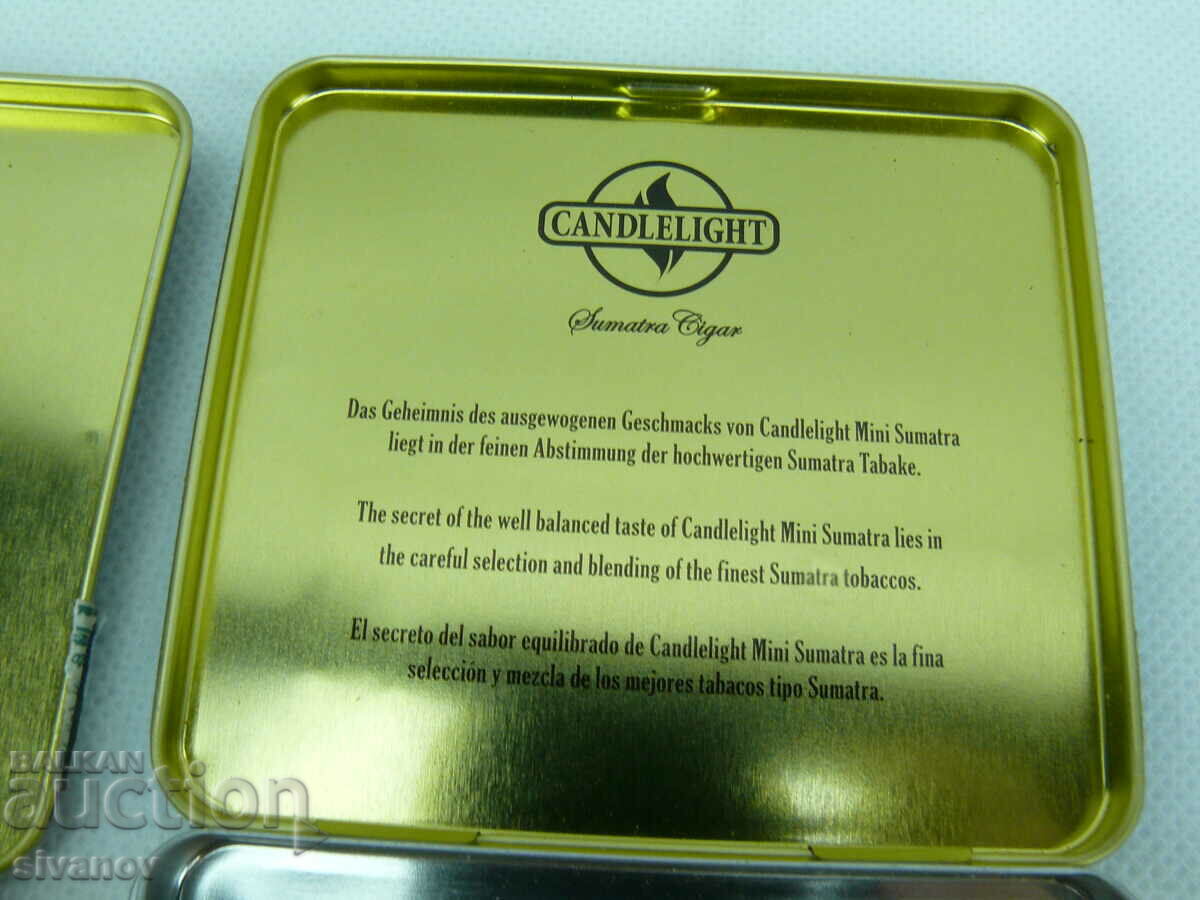 CANDLELIGHT
Sumatra Cigar
Das Geheimnis des ausgewogenen Geschmacks von Candlelight Mini Sumatra
liegt in der feinen Abstimmung der hochwertigen Sumatra Tabake.
The secret of the well balanced taste of Candlelight Mini Sumatra lies in
the careful selection and blending of the finest Sumatra tobaccos.
El secreto del sabor equilibrado de Candlelight Mini Sumatra es la fina
selección y mezcla de los mejores tabacos tipo Sumatra.
BALKAN
auction
sivanov